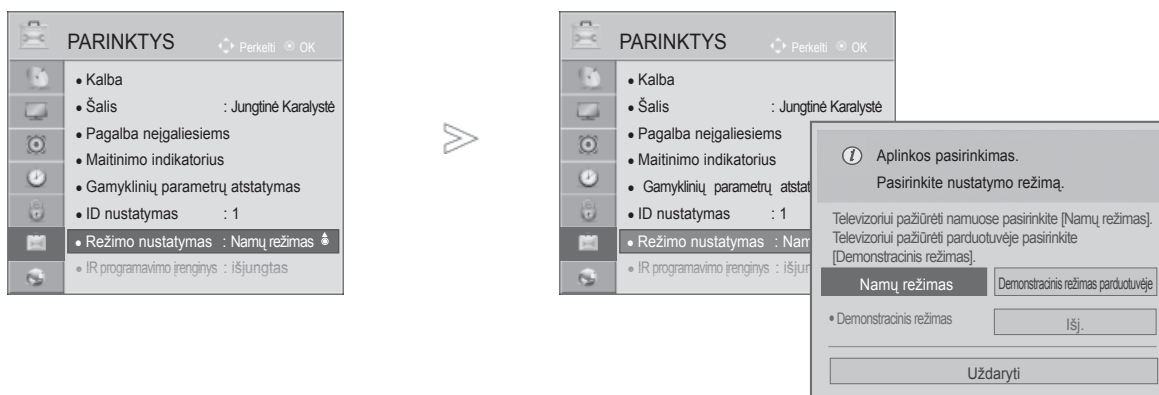 PARINKTYS Perkelti OK
• Kalba
• Šalis : Jungtinė Karalystė
• Pagalba neįgaliesiems
• Maitinimo indikatorius
• Gamyklinių parametrų atstatymas
• ID nustatymas : 1
• Režimo nustatymas : Namų režimas
• IR programavimo įrenginys : išjungtas
PARINKTYS Perkelti OK
• Kalba
• Šalis : Jungtinė Karalystė
• Pagalba neįgaliesiems
• Maitinimo indikatorius
• Gamyklinių parametrų atstat
• ID nustatymas : 1
• Režimo nustatymas : Nam
• IR programavimo įrenginys : išjun
i Aplinkos pasirinkimas.
Pasirinkite nustatymo režimą.
Televizoriui pažiūrėti namuose pasirinkite [Namų režimas].
Televizoriui pažiūrėti parduotuvėje pasirinkite
[Demonstracinis režimas].
Namų režimas Demonstracinis režimas parduotuvėje
• Demonstracinis režimas Išj.
Uždaryti